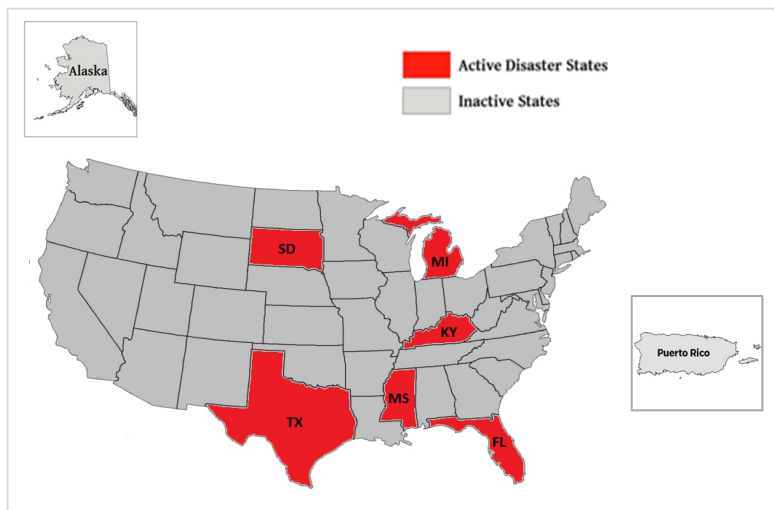 Alaska
Active Disaster States
Inactive States
SD
MI
KY
Puerto Rico
MS
TX
FL